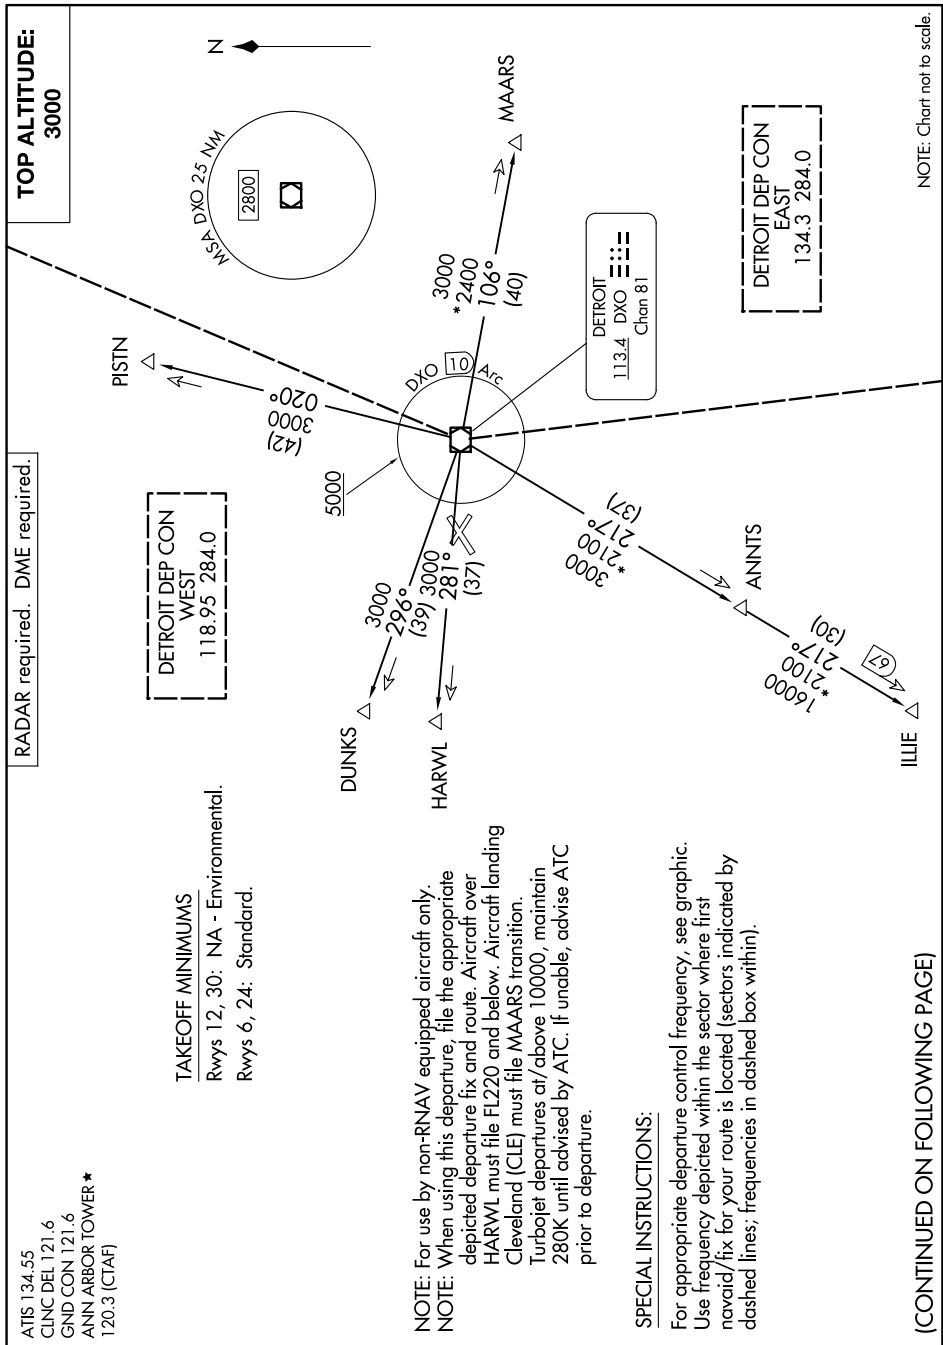 ATIS 134.55
CLNC DEL 121.6
GND CON 121.6
ANN ARBOR TOWER ★
120.3 (CTAF)
RADAR required. DME required.
TOP ALTITUDE:
3000
TAKEOFF MINIMUMS
Rwys 12, 30: NA - Environmental.
Rwys 6, 24: Standard.
DETROIT DEP CON
WEST
118.95 284.0
PISTN
(42)
3000
020°
MSA DXO 25 NM
2800
N
5000
DXO 10 Arc
DUNKS
3000
296°
(39)
HARWL
3000
281°
(37)
3000
*2400
106°
(40)
MAARS
DETROIT
113.4 DXO
Chan 81
3000
*2100
217°
(37)
ANNTS
16000
*2100
217°
(30)
67
ILLIE
DETROIT DEP CON
EAST
134.3 284.0
NOTE: For use by non-RNAV equipped aircraft only.
NOTE: When using this departure, file the appropriate
depicted departure fix and route. Aircraft over
HARWL must file FL220 and below. Aircraft landing
Cleveland (CLE) must file MAARS transition.
Turbojet departures at/above 10000, maintain
280K until advised by ATC. If unable, advise ATC
prior to departure.
SPECIAL INSTRUCTIONS:
For appropriate departure control frequency, see graphic.
Use frequency depicted within the sector where first
navaid/fix for your route is located (sectors indicated by
dashed lines; frequencies in dashed box within).
(CONTINUED ON FOLLOWING PAGE)
NOTE: Chart not to scale.